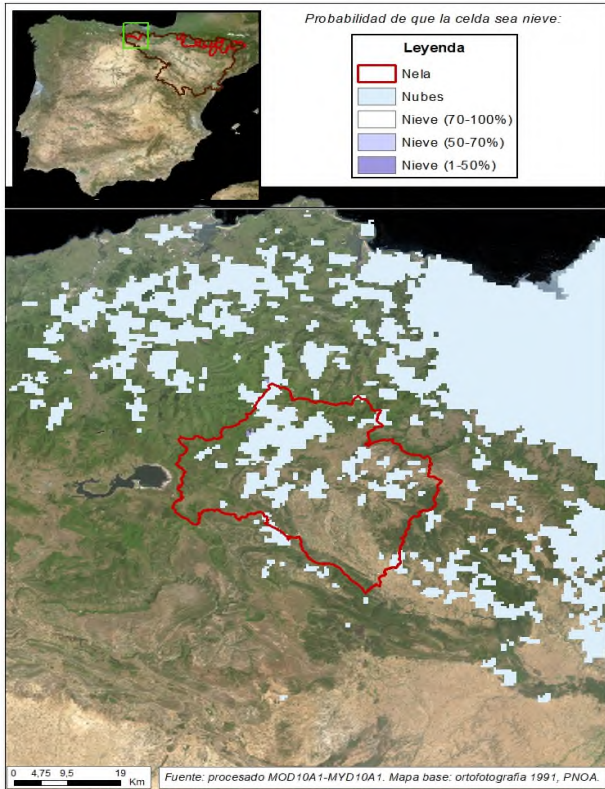 Probabilidad de que la celda sea nieve:
Leyenda
Nela
Nubes
Nieve (70-100%)
Nieve (50-70%)
Nieve (1-50%)
0 4,75 9,5 19
Km
Fuente: procesado MOD10A1-MYD10A1. Mapa base: ortofotografía 1991, PNOA.